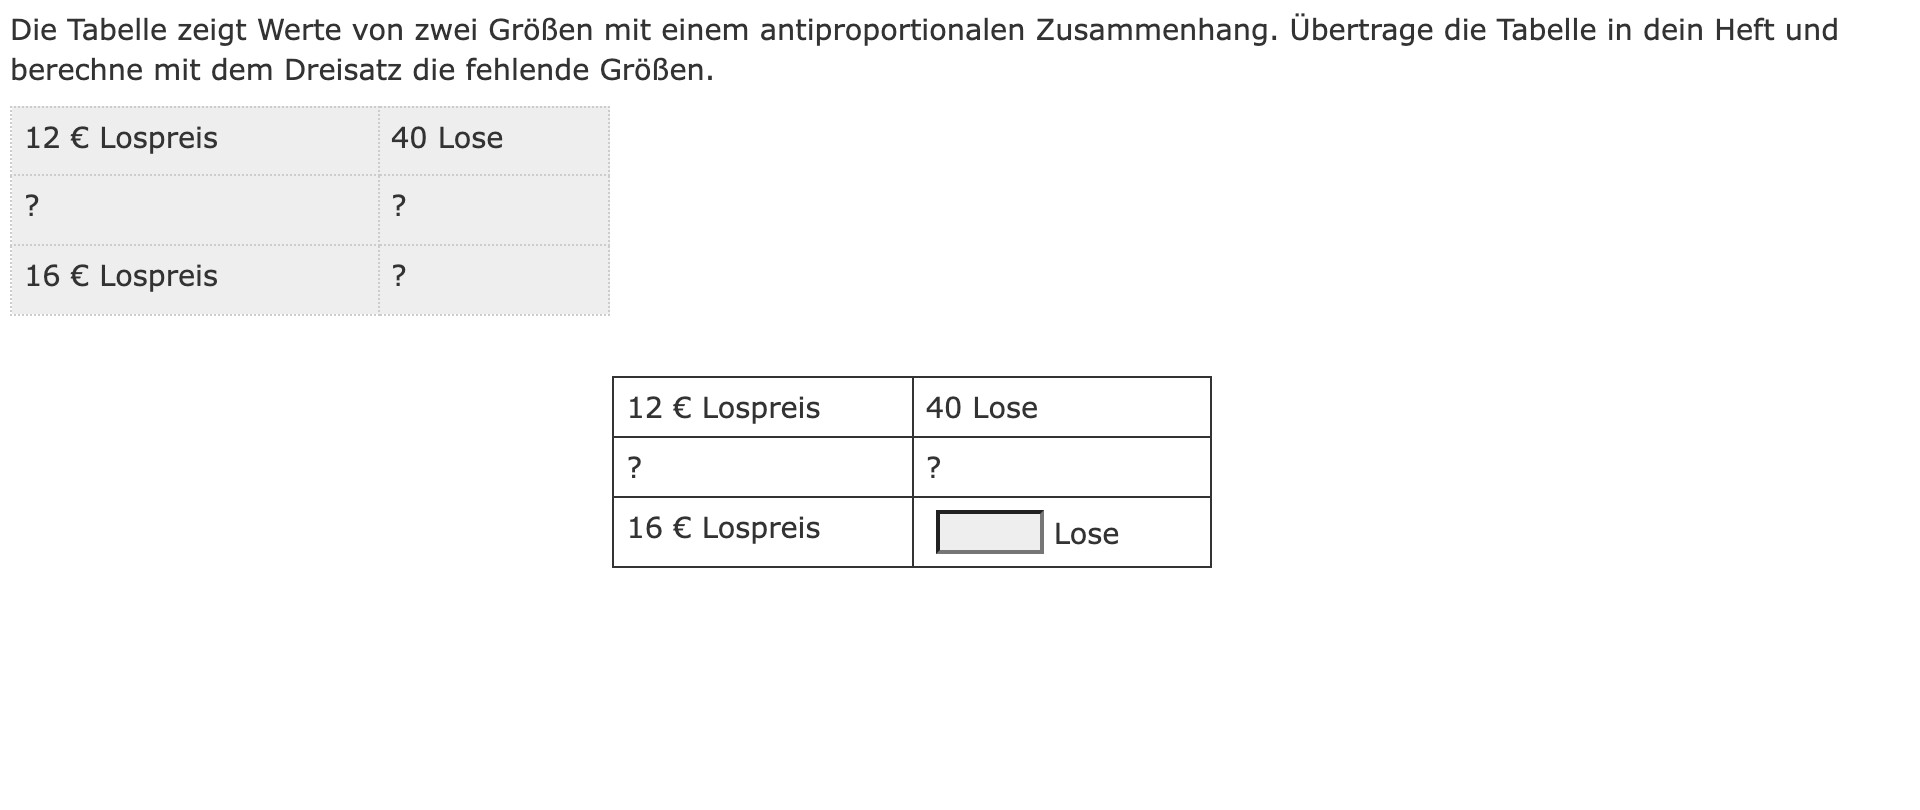 Die Tabelle zeigt Werte von zwei Größen mit einem antiproportionalen Zusammenhang. Übertrage die Tabelle in dein Heft und
berechne mit dem Dreisatz die fehlende Größen.
12 € Lospreis 40 Lose
? ?
16 € Lospreis ?
12 € Lospreis 40 Lose
? ?
16 € Lospreis Lose